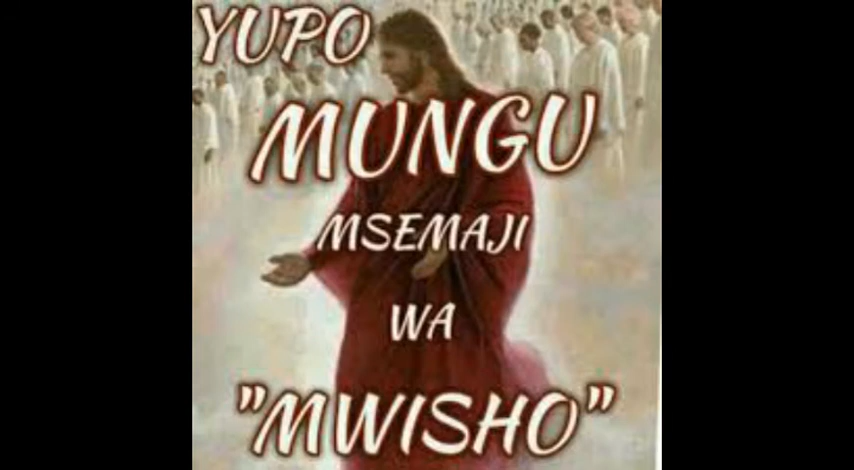 YUPO
MUNGU
MSEMAJI
WA
"MWISHO"